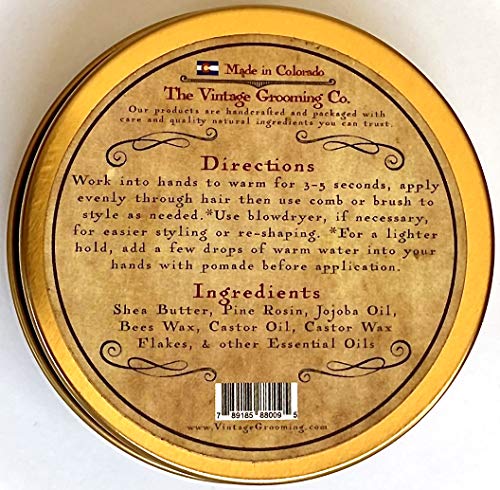 Made in Colorado
The Vintage Grooming Co.
Our products are handcrafted and packaged with
care and quality natural ingredients you can trust.
Directions
Work into hands to warm for 3-5 seconds, apply
evenly through hair then use comb or brush to
style as needed. *Use blowdryer, if necessary,
for easier styling or re-shaping. *For a lighter
hold, add a few drops of warm water into your
hands with pomade before application.
Ingredients
Shea Butter, Pine Rosin, Jojoba Oil,
Bees Wax, Castor Oil, Castor Wax
Flakes, & other Essential Oils
7 89185 88009 5
www.VintageGrooming.com